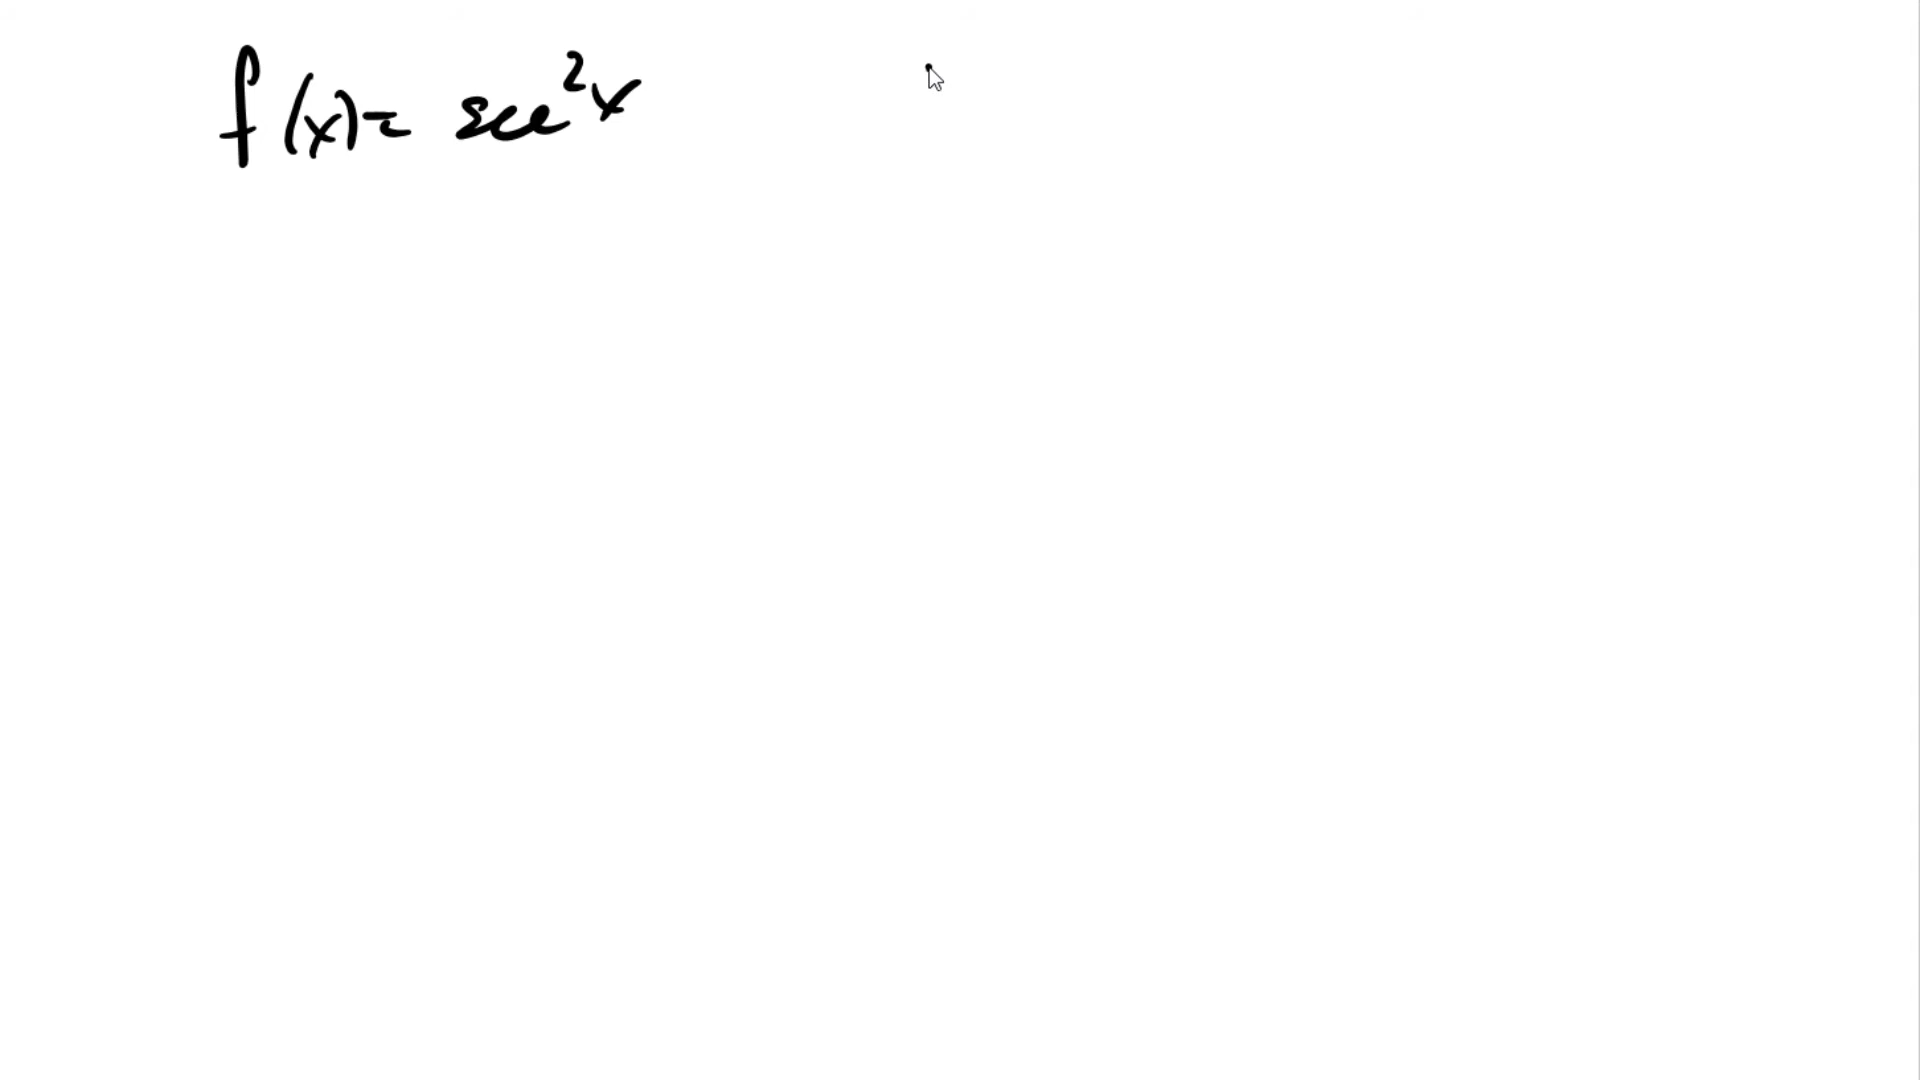 f(x) = sec²x